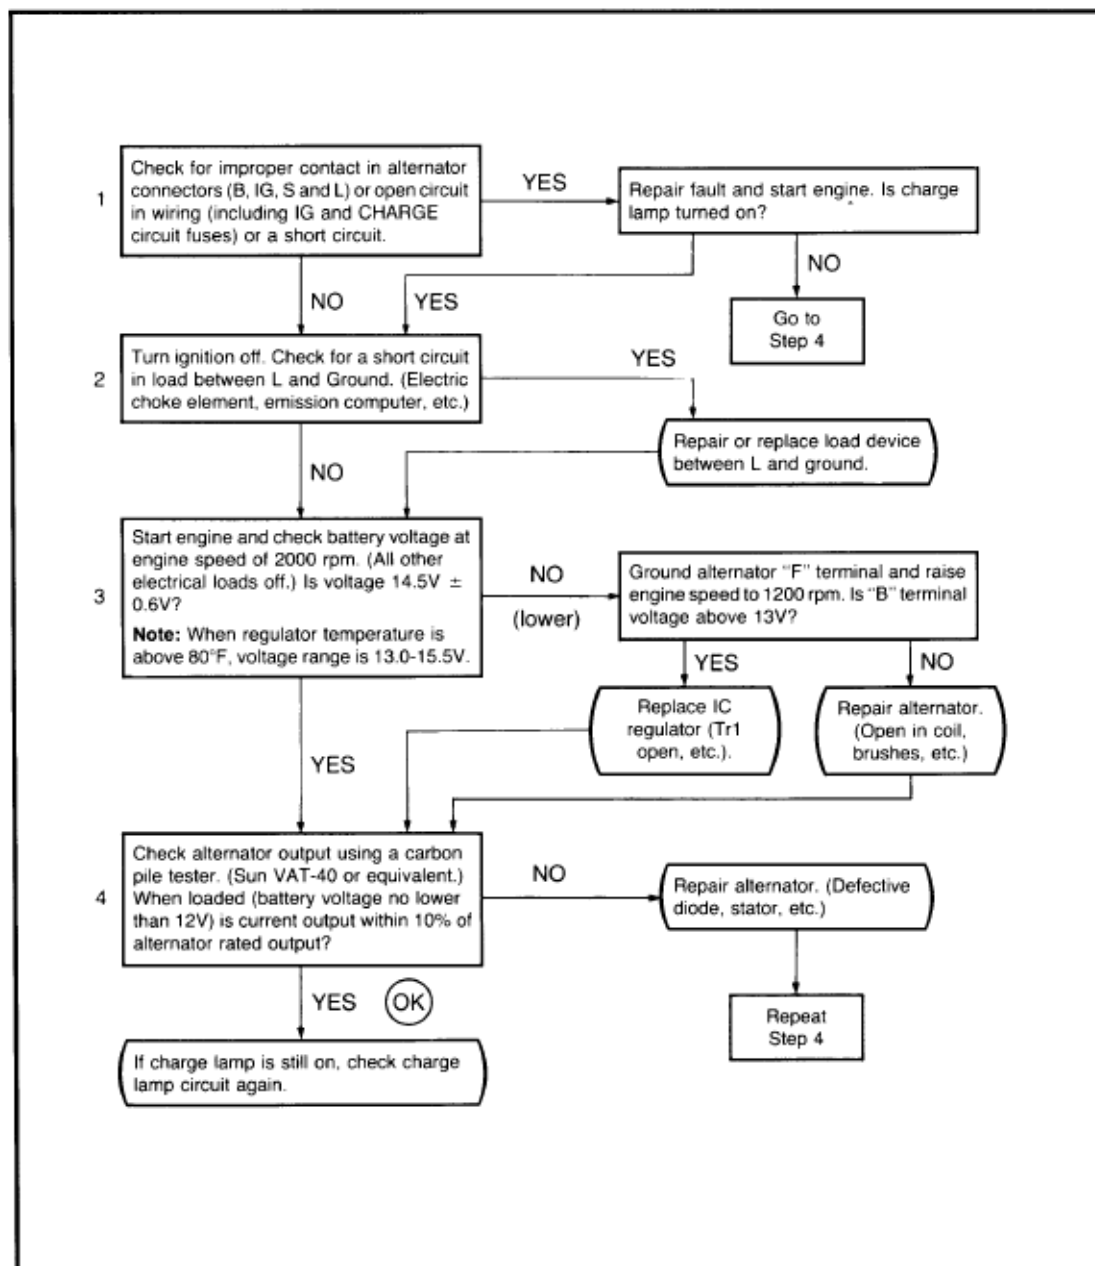 1
Check for improper contact in alternator
connectors (B, IG, S and L) or open circuit
in wiring (including IG and CHARGE
circuit fuses) or a short circuit.
YES
Repair fault and start engine. Is charge
lamp turned on?
NO
YES
NO
Go to
Step 4
2
Turn ignition off. Check for a short circuit
in load between L and Ground. (Electric
choke element, emission computer, etc.)
YES
Repair or replace load device
between L and ground.
NO
3
Start engine and check battery voltage at
engine speed of 2000 rpm. (All other
electrical loads off.) Is voltage 14.5V ±
0.6V?
Note: When regulator temperature is
above 80°F, voltage range is 13.0-15.5V.
NO
(lower)
Ground alternator "F" terminal and raise
engine speed to 1200 rpm. Is "B" terminal
voltage above 13V?
YES
NO
Replace IC
regulator (Tr1
open, etc.).
Repair alternator.
(Open in coil,
brushes, etc.)
YES
4
Check alternator output using a carbon
pile tester. (Sun VAT-40 or equivalent.)
When loaded (battery voltage no lower
than 12V) is current output within 10% of
alternator rated output?
NO
Repair alternator. (Defective
diode, stator, etc.)
YES
OK
Repeat
Step 4
If charge lamp is still on, check charge
lamp circuit again.